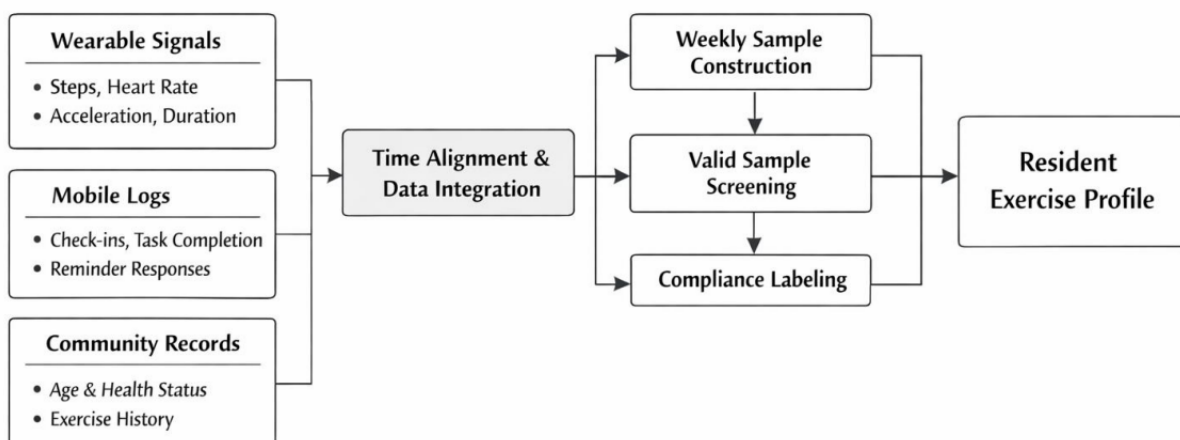 Wearable Signals
• Steps, Heart Rate
• Acceleration, Duration
Mobile Logs
• Check-ins, Task Completion
• Reminder Responses
Community Records
• Age & Health Status
• Exercise History
Time Alignment &
Data Integration
Weekly Sample
Construction
Valid Sample
Screening
Compliance Labeling
Resident
Exercise Profile